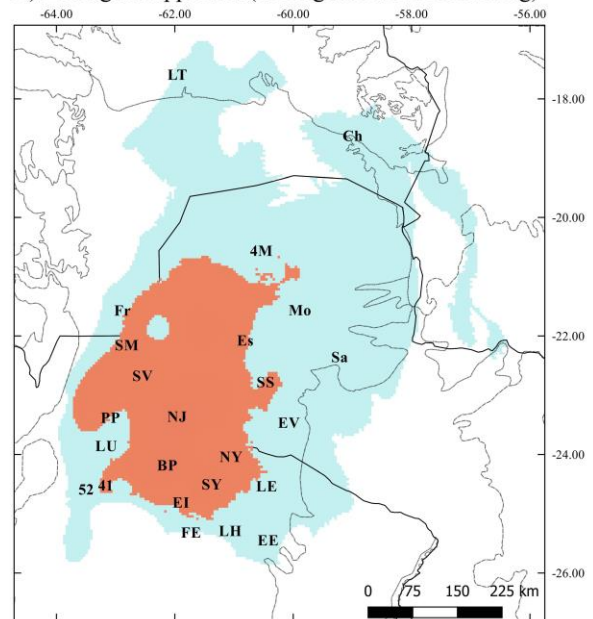 -64.00 -62.00 -60.00 -58.00 -56.00
LT
-18.00
Ch
-20.00
4M
Fr Mo
-22.00
SM Es
Sa
SV SS
PP NJ EV
LU
-24.00
BP NY
52 41 SY LE
EI
FE LH EE
-26.00
0 75 150 225 km